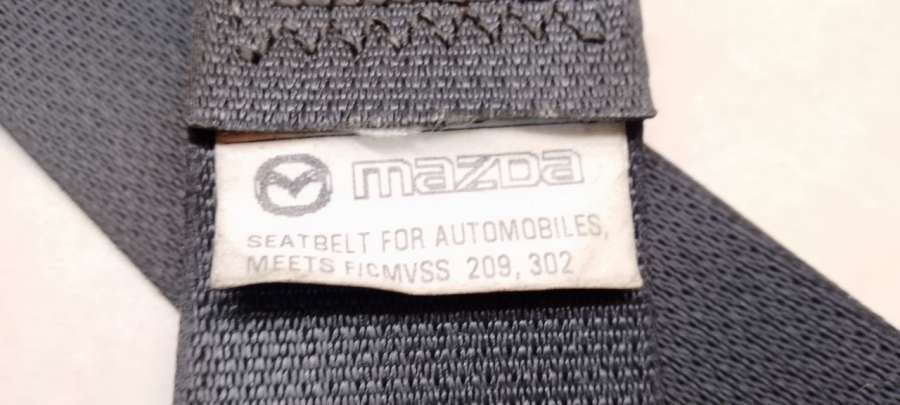 mazda
SEATBELT FOR AUTOMOBILES,
MEETS F/CMVSS 209, 302